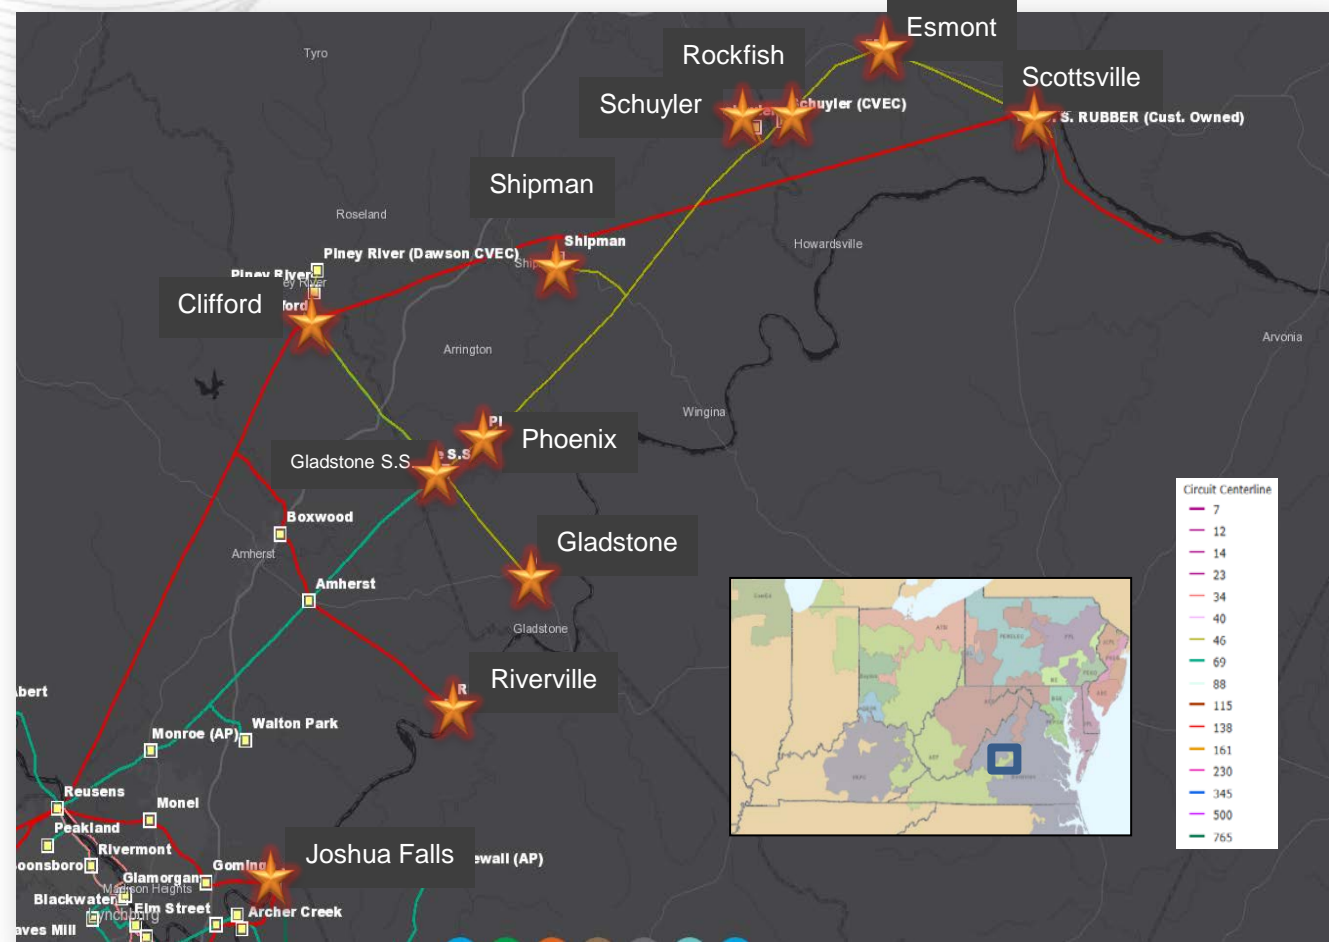 Esmont
Rockfish
Scottsville
Schuyler
Schuyler (CVEC)
S. RUBBER (Cust. Owned)
Tyro
Shipman
Roseland
Shipman
Howardsville
Piney River (Dawson CVEC)
Piney River
Clifford
Arrington
Arvonia
Wingina
Phoenix
Gladstone S.S.
Boxwood
Amherst
Gladstone
Amherst
Gladstone
Riverville
Walton Park
Monroe (AP)
Reusens
Monel
Peakland
Rivermont
Joshua Falls
Glamorgan
Madison Heights
Blackwater
Elm Street
Archer Creek
Circuit Centerline
7
12
14
23
34
40
46
69
88
115
138
161
230
345
500
765